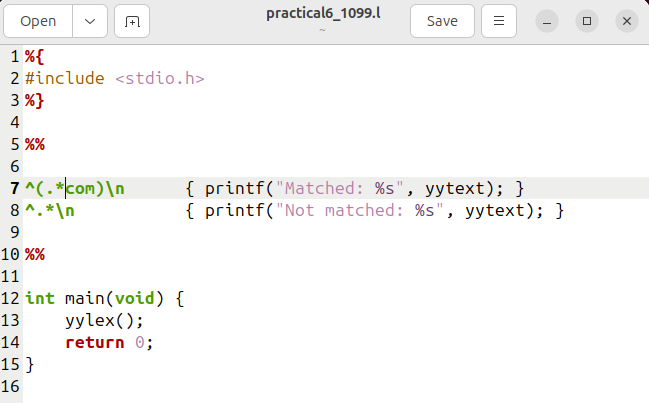 Open
practical6_1099.l
~
Save
1 %{
2 #include <stdio.h>
3 %}
4
5 %%
6
7 ^(.*com)\n      { printf("Matched: %s", yytext); }
8 ^.*\n           { printf("Not matched: %s", yytext); }
9
10 %%
11
12 int main(void) {
13     yylex();
14     return 0;
15 }
16